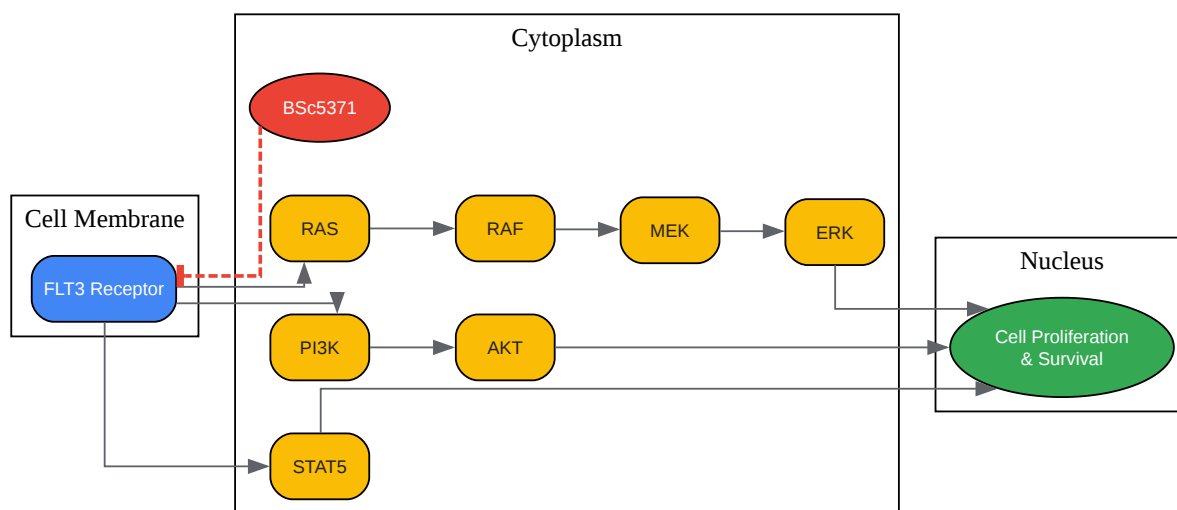 Cytoplasm
BSc5371
Cell Membrane
FLT3 Receptor
RAS
RAF
MEK
ERK
PI3K
AKT
STAT5
Nucleus
Cell Proliferation
& Survival